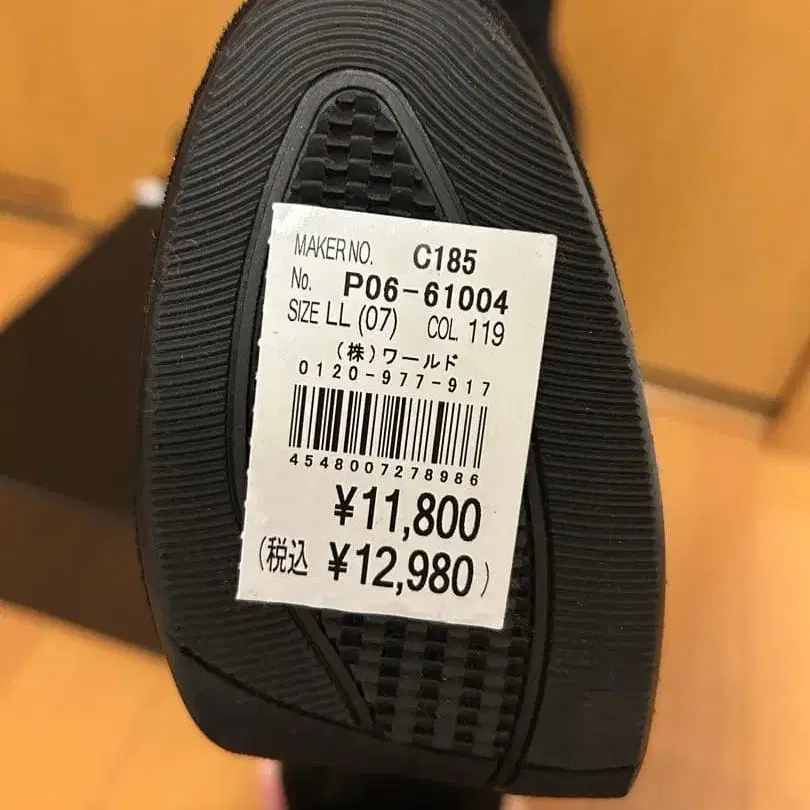 MAKER NO. C185
No. P06-61004
SIZE LL (07) COL. 119
(株)ワールド
0120-977-917
4548007278986
¥11,800
(税込 ¥12,980)